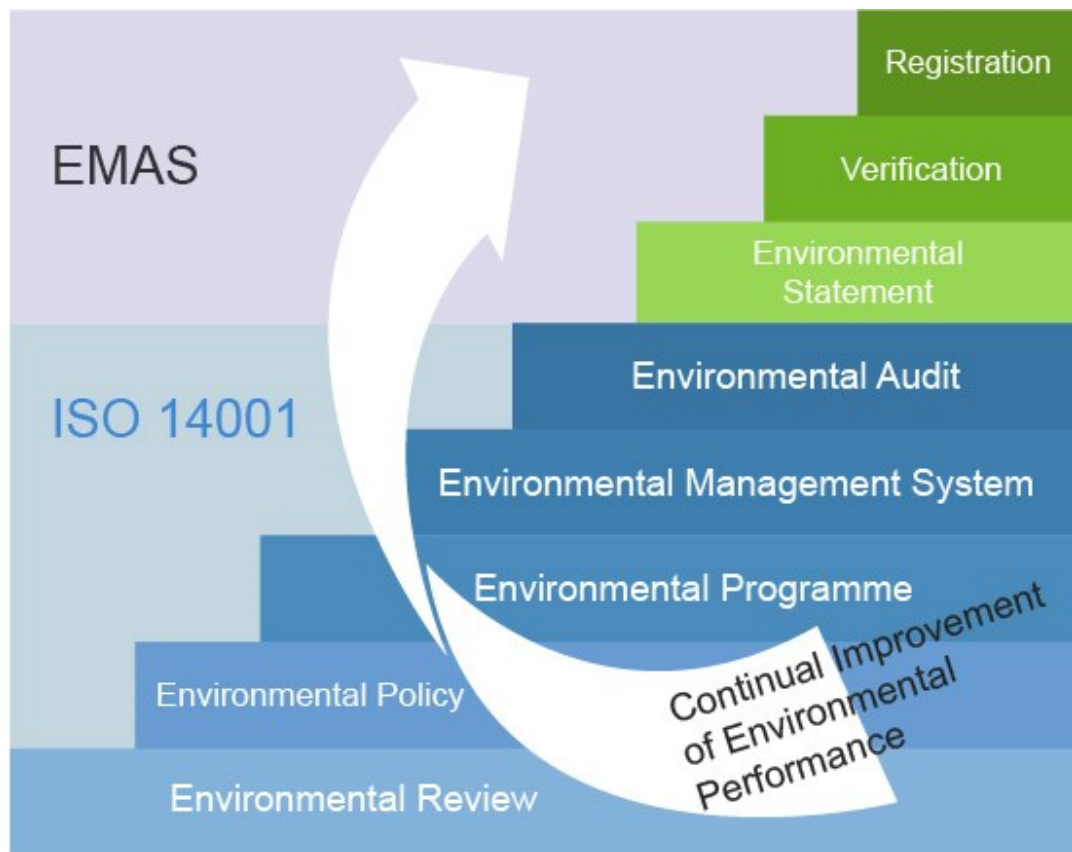 Registration
EMAS
Verification
Environmental
Statement
Environmental Audit
ISO 14001
Environmental Management System
Environmental Programme
Continual Improvement
of Environmental
Performance
Environmental Policy
Environmental Review